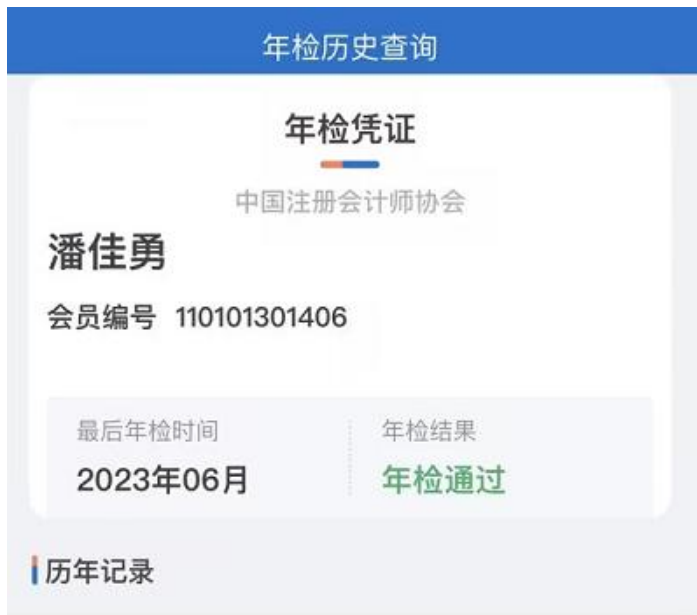 年检历史查询
年检凭证
中国注册会计师协会
潘佳勇
会员编号 110101301406
最后年检时间 年检结果
2023年06月 年检通过
历年记录